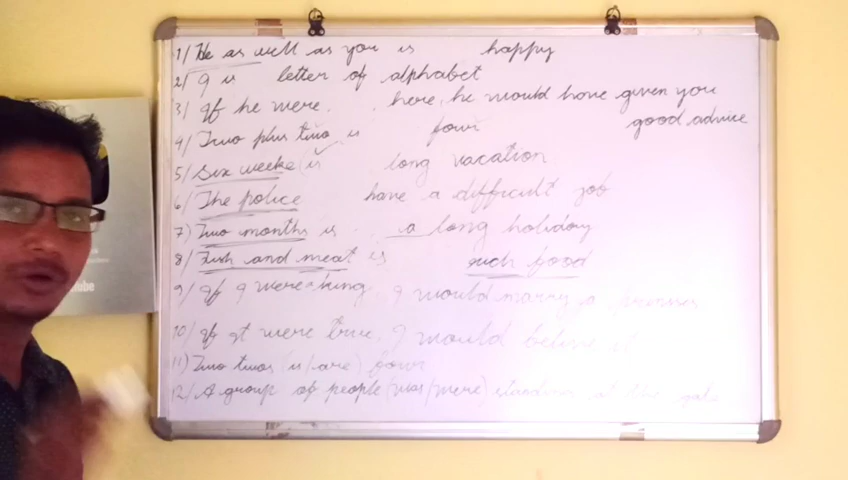 1/ He as well as you is happy
2/ I is letter of alphabet
3/ If he were here, he would have given you
good advice
4/ Two plus two is four
5/ Six weeks is long vacation
6/ The police have a difficult job
7) Two months is a long holiday
8/ Fish and meat is such food
9/ If I were a king, I would marry a
10/ If it were true, I would believe it
11) Two twos (is/are) four
12/ A group of people (was/were) standing at the gate
ube